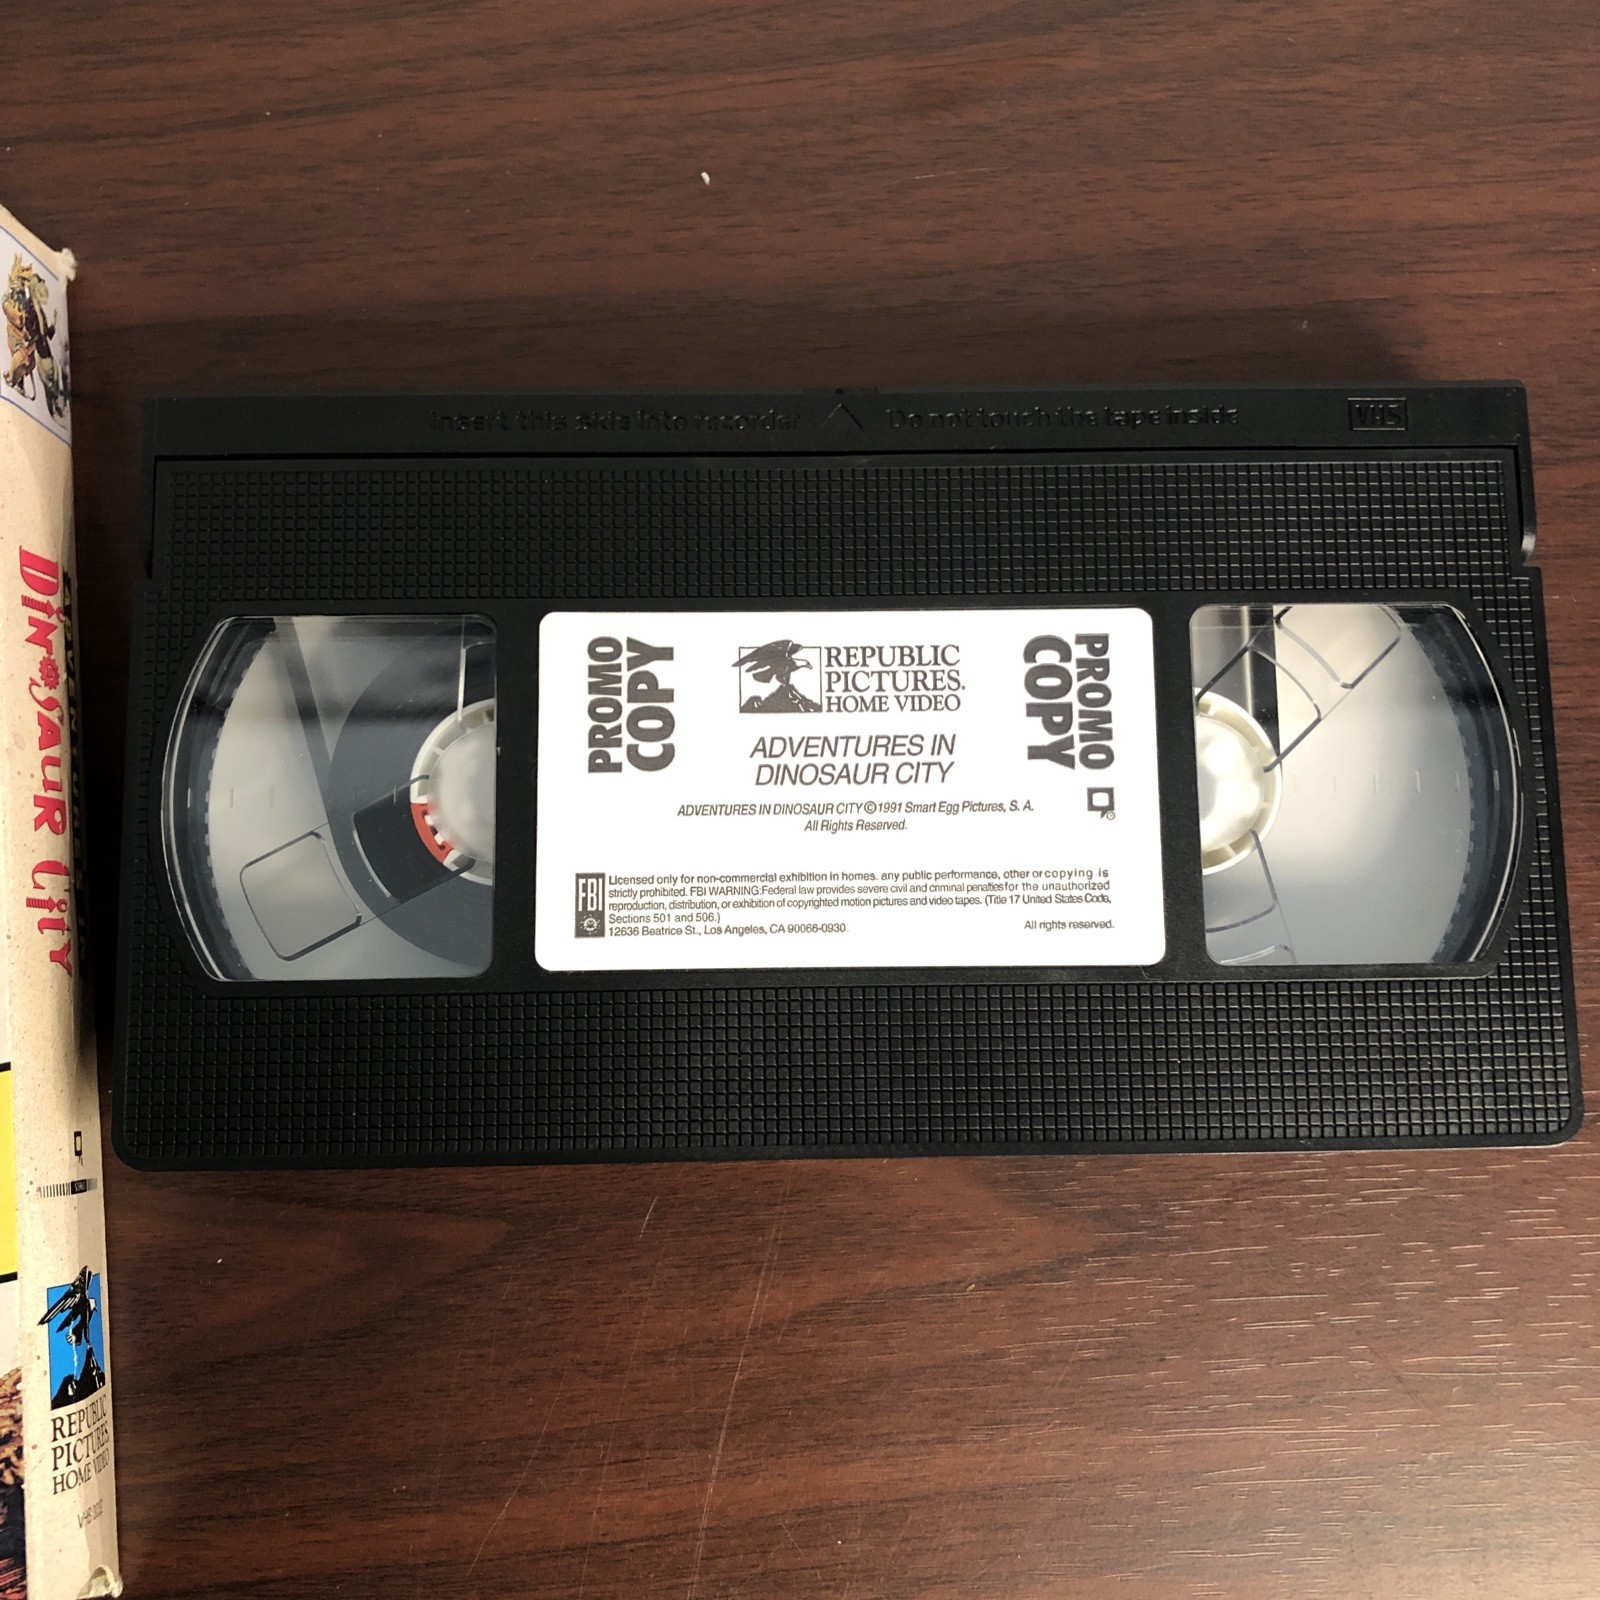 Insert this side into recorder
Do not touch the tape inside
VHS
PROMO
COPY
REPUBLIC
PICTURES®
HOME VIDEO
PROMO
COPY
ADVENTURES IN
DINOSAUR CITY
ADVENTURES IN DINOSAUR CITY©1991 Smart Egg Pictures, S. A.
All Rights Reserved.
FBI
Licensed only for non-commercial exhibition in homes. any public performance, other or copying is
strictly prohibited. FBI WARNING:Federal law provides severe civil and criminal penalties for the unauthorized
reproduction, distribution, or exhibition of copyrighted motion pictures and video tapes. (Title 17 United States Code,
Sections 501 and 506.)
12636 Beatrice St., Los Angeles, CA 90066-0930.
All rights reserved.
ADVENTURES IN
DINOSAUR CITY
REPUBLIC
PICTURES
HOME VIDEO